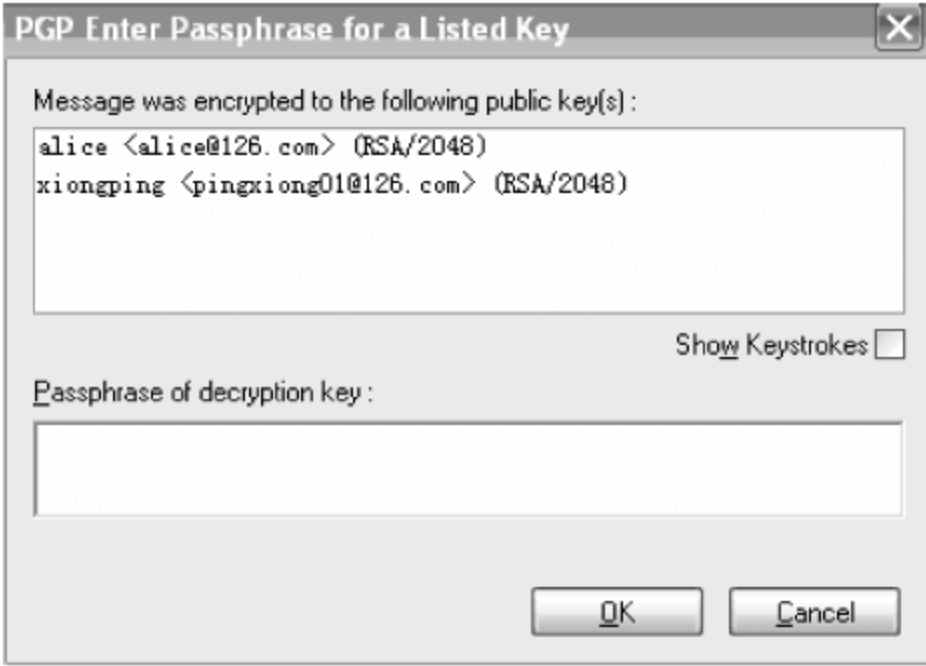 PGP Enter Passphrase for a Listed Key
Message was encrypted to the following public key(s) :
alice <alice@126.com> (RSA/2048)
xiongping <pingxiong01@126.com> (RSA/2048)
Show Keystrokes
Passphrase of decryption key :
OK Cancel